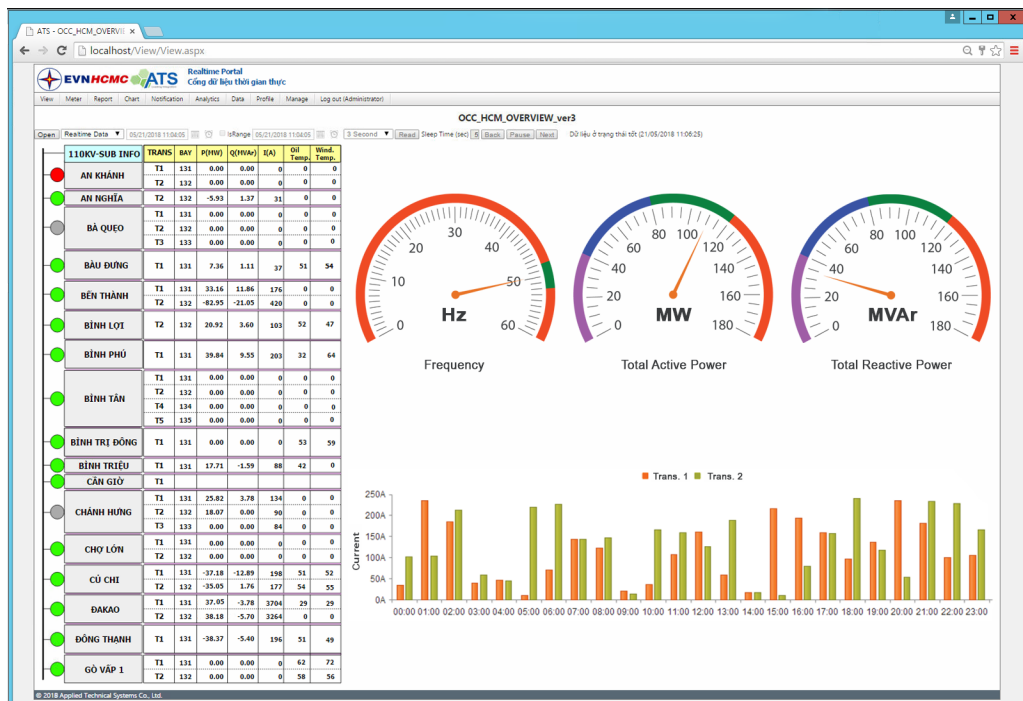 ATS - OCC_HCM_OVERVIE
localhost/View/View.aspx
EVNHCMC ATS
Realtime Portal
Cổng dữ liệu thời gian thực
View Meter Report Chart Notification Analytics Data Profile Manage Log out (Administrator)
OCC_HCM_OVERVIEW_ver3
Open Realtime Data 05/21/2018 11:04:05 IsRange 05/21/2018 11:04:05 3 Second Read Sleep Time (sec) 5 Back Pause Next Dữ liệu ở trạng thái tốt (21/05/2018 11:06:25)
110KV-SUB INFO TRANS BAY P(MW) Q(MVAr) I(A) Oil Temp. Wind. Temp.
AN KHÁNH
T1 131 0.00 0.00 0 0 0
T2 132 0.00 0.00 0 0 0
AN NGHĨA T2 132 -5.93 1.37 31 0 0
BÀ QUẸO
T1 131 0.00 0.00 0 0 0
T2 132 0.00 0.00 0 0 0
T3 133 0.00 0.00 0 0 0
BÀU ĐƯNG T1 131 7.36 1.11 37 51 54
BẾN THÀNH
T1 131 33.16 11.86 176 0 0
T2 132 -82.95 -21.05 420 0 0
BÌNH LỢI T2 132 20.92 3.60 103 52 47
BÌNH PHÚ T1 131 39.84 9.55 203 32 64
BÌNH TÂN
T1 131 0.00 0.00 0 0 0
T2 132 0.00 0.00 0 0 0
T4 134 0.00 0.00 0 0 0
T5 135 0.00 0.00 0 0 0
BÌNH TRỊ ĐÔNG T1 131 0.00 0.00 0 53 59
BÌNH TRIỆU T1 131 17.71 -1.59 88 42 0
CẦN GIỜ T1
CHÁNH HƯNG
T1 131 25.82 3.78 134 0 0
T2 132 18.07 0.00 90 0 0
T3 133 0.00 0.00 84 0 0
CHỢ LỚN
T1 131 0.00 0.00 0 0 0
T2 132 0.00 0.00 0 0 0
CỦ CHI
T1 131 -37.18 -12.89 198 51 52
T2 132 -35.05 1.76 177 54 55
ĐAKAO
T1 131 37.05 -3.78 3704 29 29
T2 132 38.18 -5.70 3264 0 0
ĐÔNG THẠNH T1 131 -38.37 -5.40 196 51 49
GÒ VẤP 1
T1 131 0.00 0.00 0 62 72
T2 132 0.00 0.00 0 58 56
0 10 20 30 40 50 60
Hz
Frequency
0 20 40 60 80 100 120 160 180
MW
Total Active Power
0 20 40 60 80 100 120 160 180
MVAr
Total Reactive Power
Trans. 1 Trans. 2
Current
250A
200A
150A
100A
50A
0A
00:00 01:00 02:00 03:00 04:00 05:00 06:00 07:00 08:00 09:00 10:00 11:00 12:00 13:00 14:00 15:00 16:00 17:00 18:00 19:00 20:00 21:00 22:00 23:00
© 2018 Applied Technical Systems Co., Ltd.